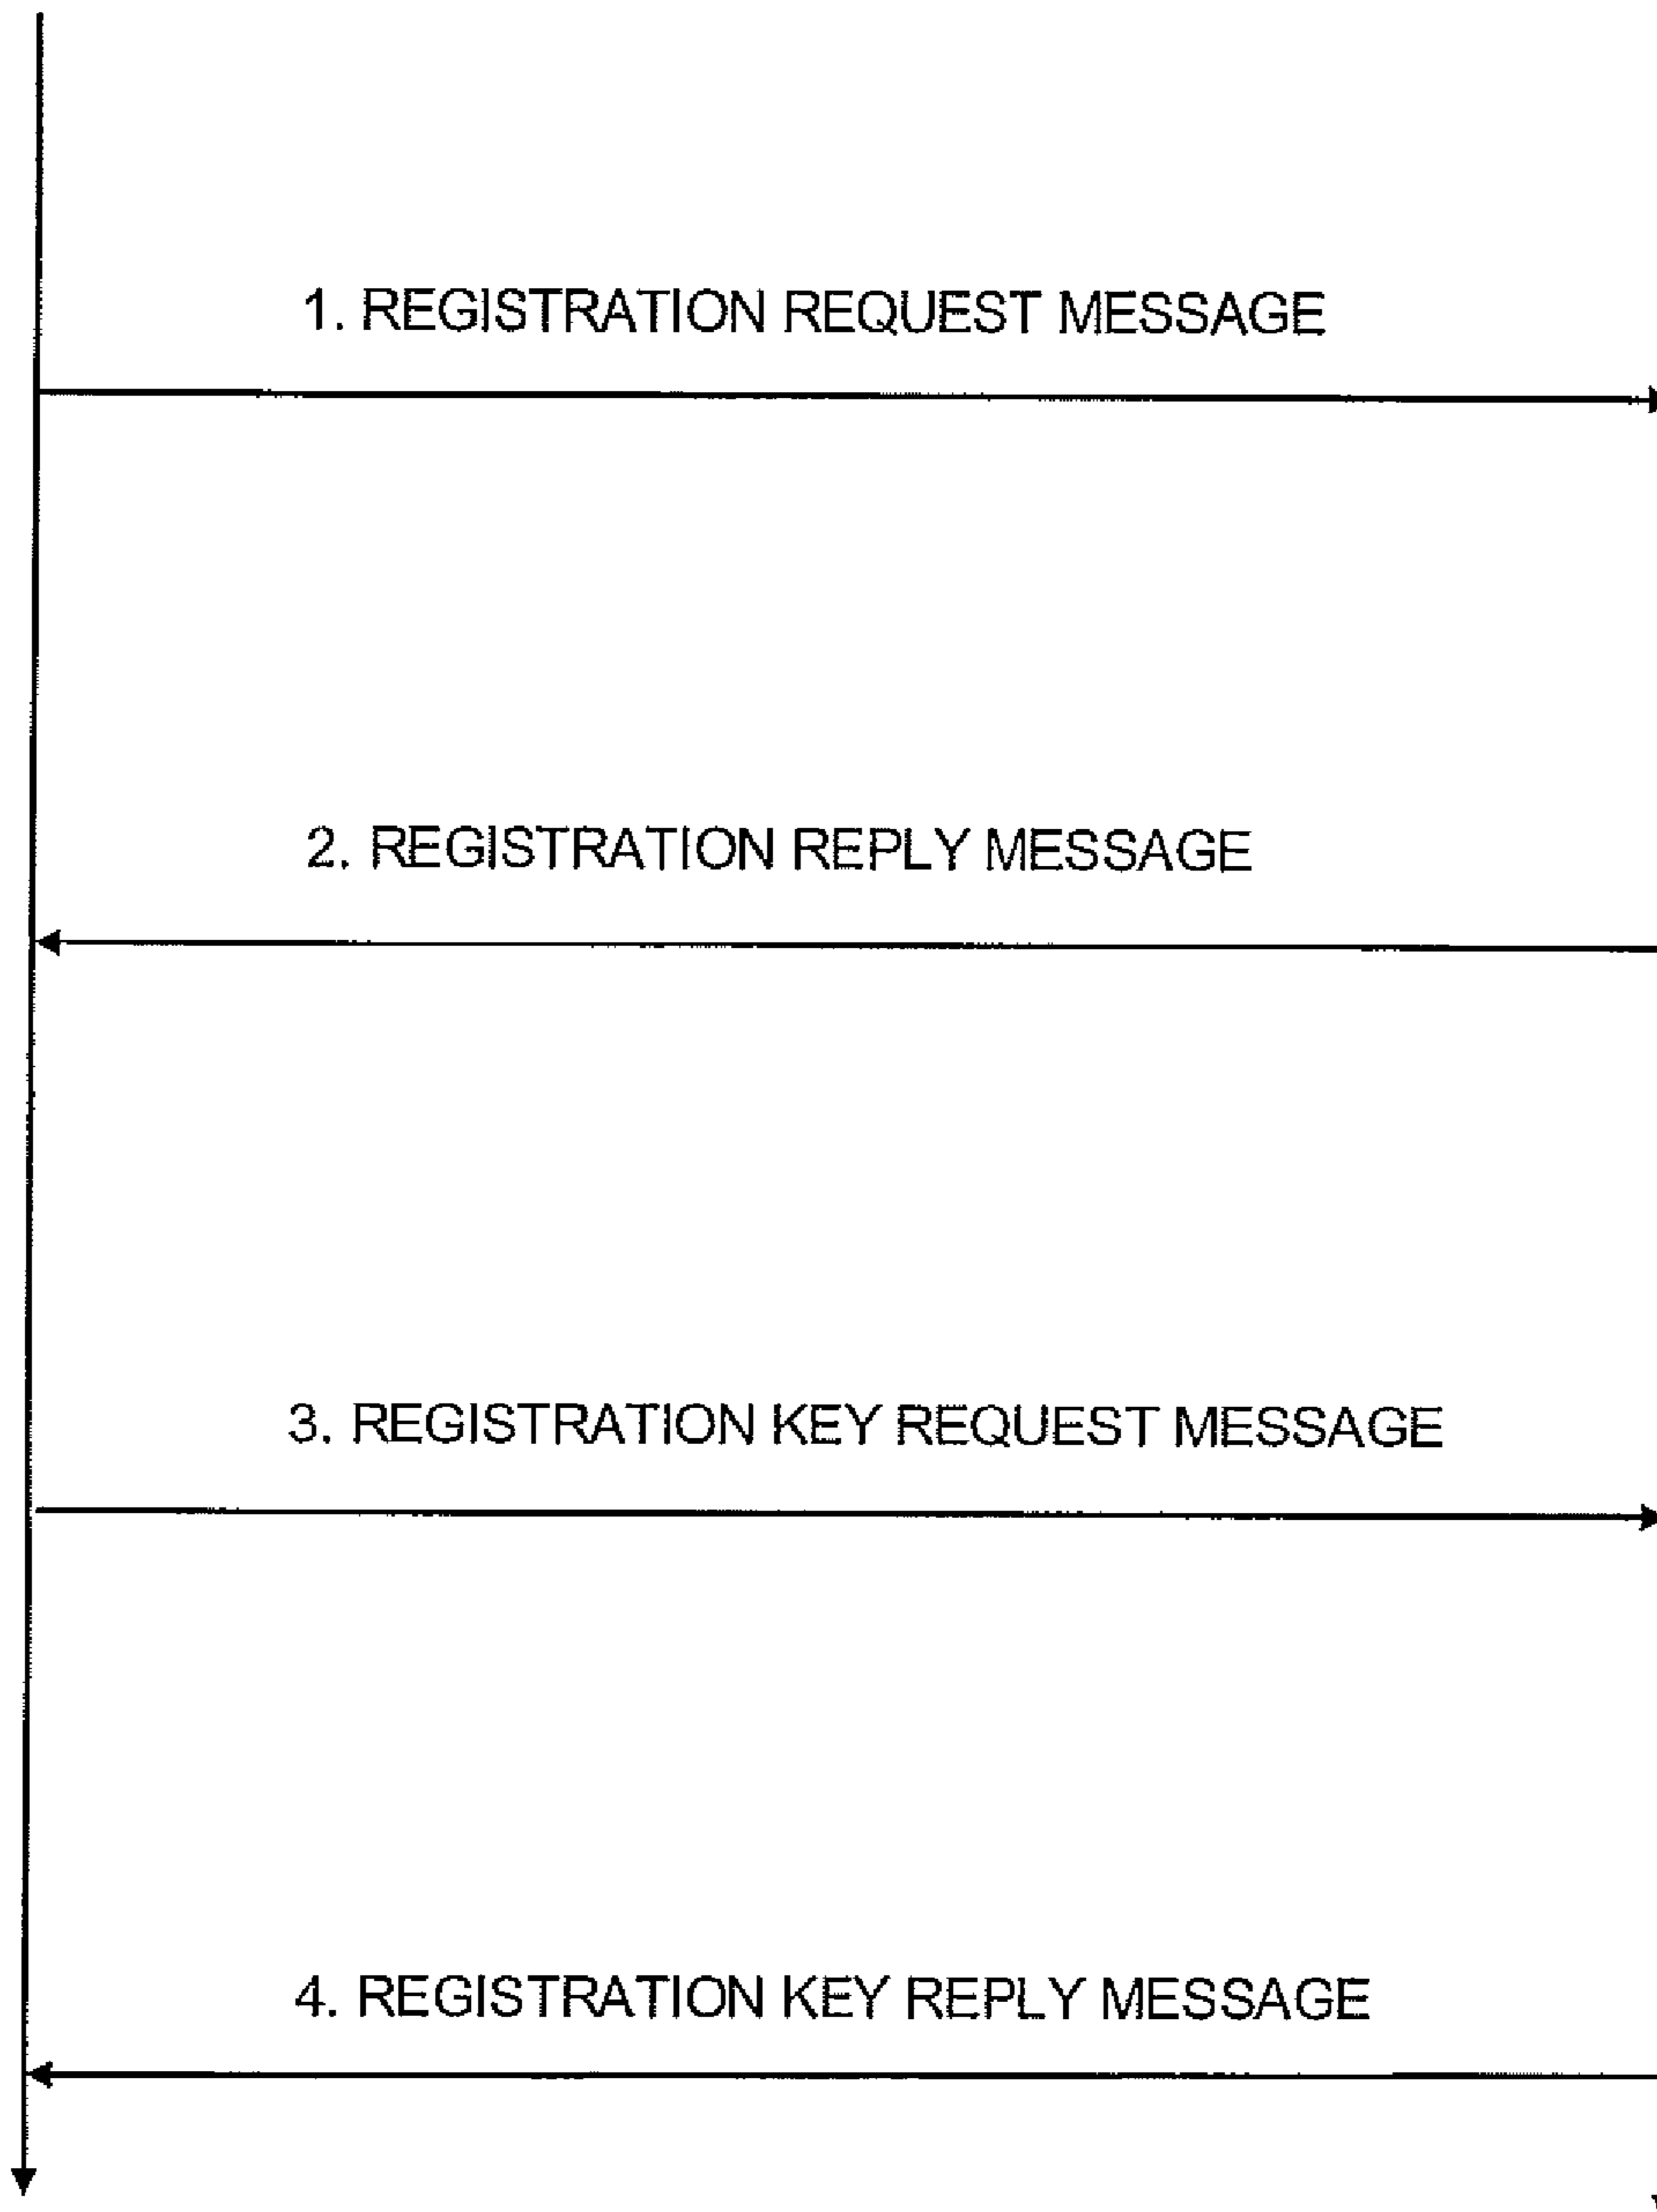 1. REGISTRATION REQUEST MESSAGE
2. REGISTRATION REPLY MESSAGE
3. REGISTRATION KEY REQUEST MESSAGE
4. REGISTRATION KEY REPLY MESSAGE